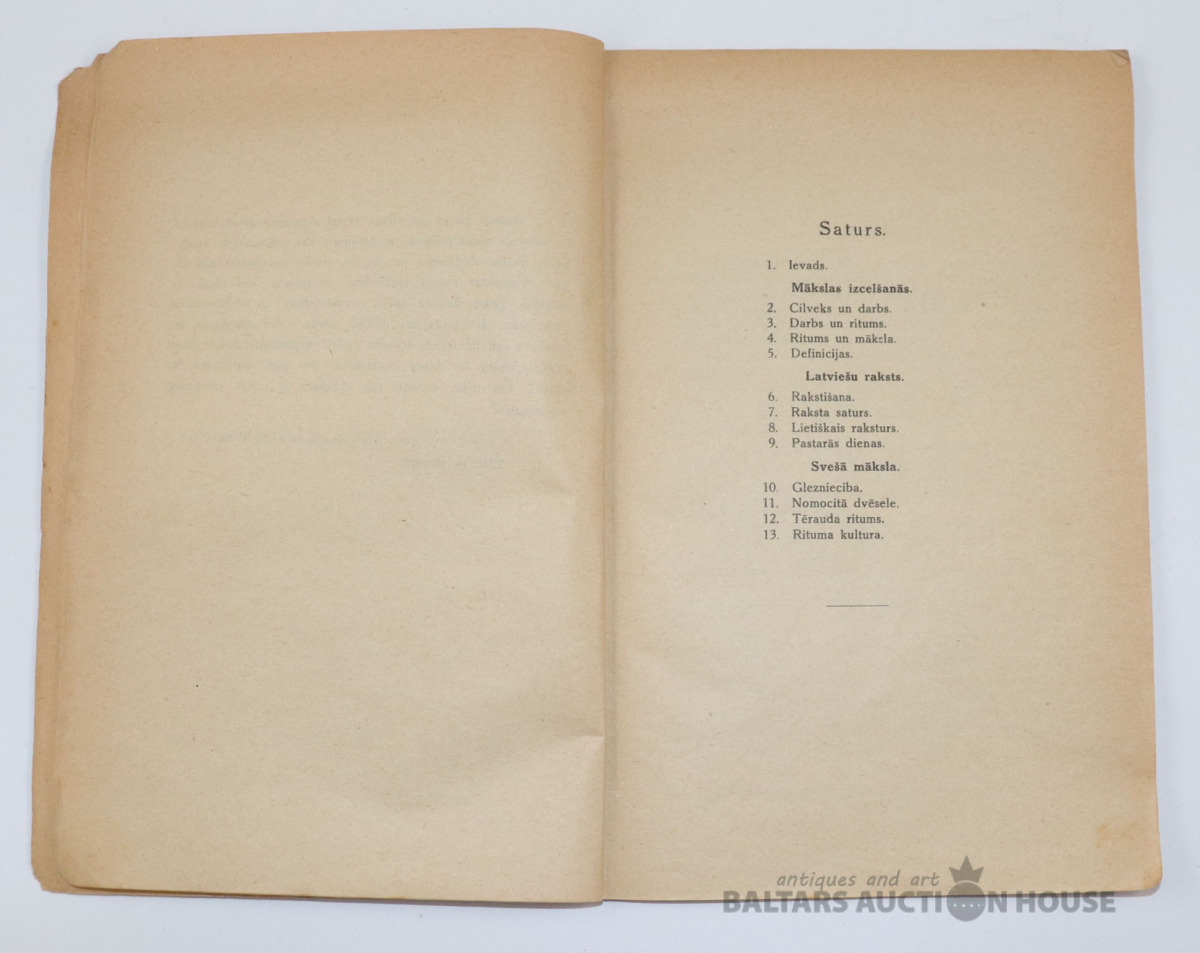 Saturs.
1. Ievads.
Mākslas izcelšanās.
2. Cilveks un darbs.
3. Darbs un ritums.
4. Ritums un māksla.
5. Definicijas.
Latviešu raksts.
6. Rakstīšana.
7. Raksta saturs.
8. Lietišķais raksturs.
9. Pastarās dienas.
Svešā māksla.
10. Glezniecība.
11. Nomocitā dvēsele.
12. Tērauda ritums.
13. Rituma kultura.
antiques and art
BALTARS AUCTION HOUSE